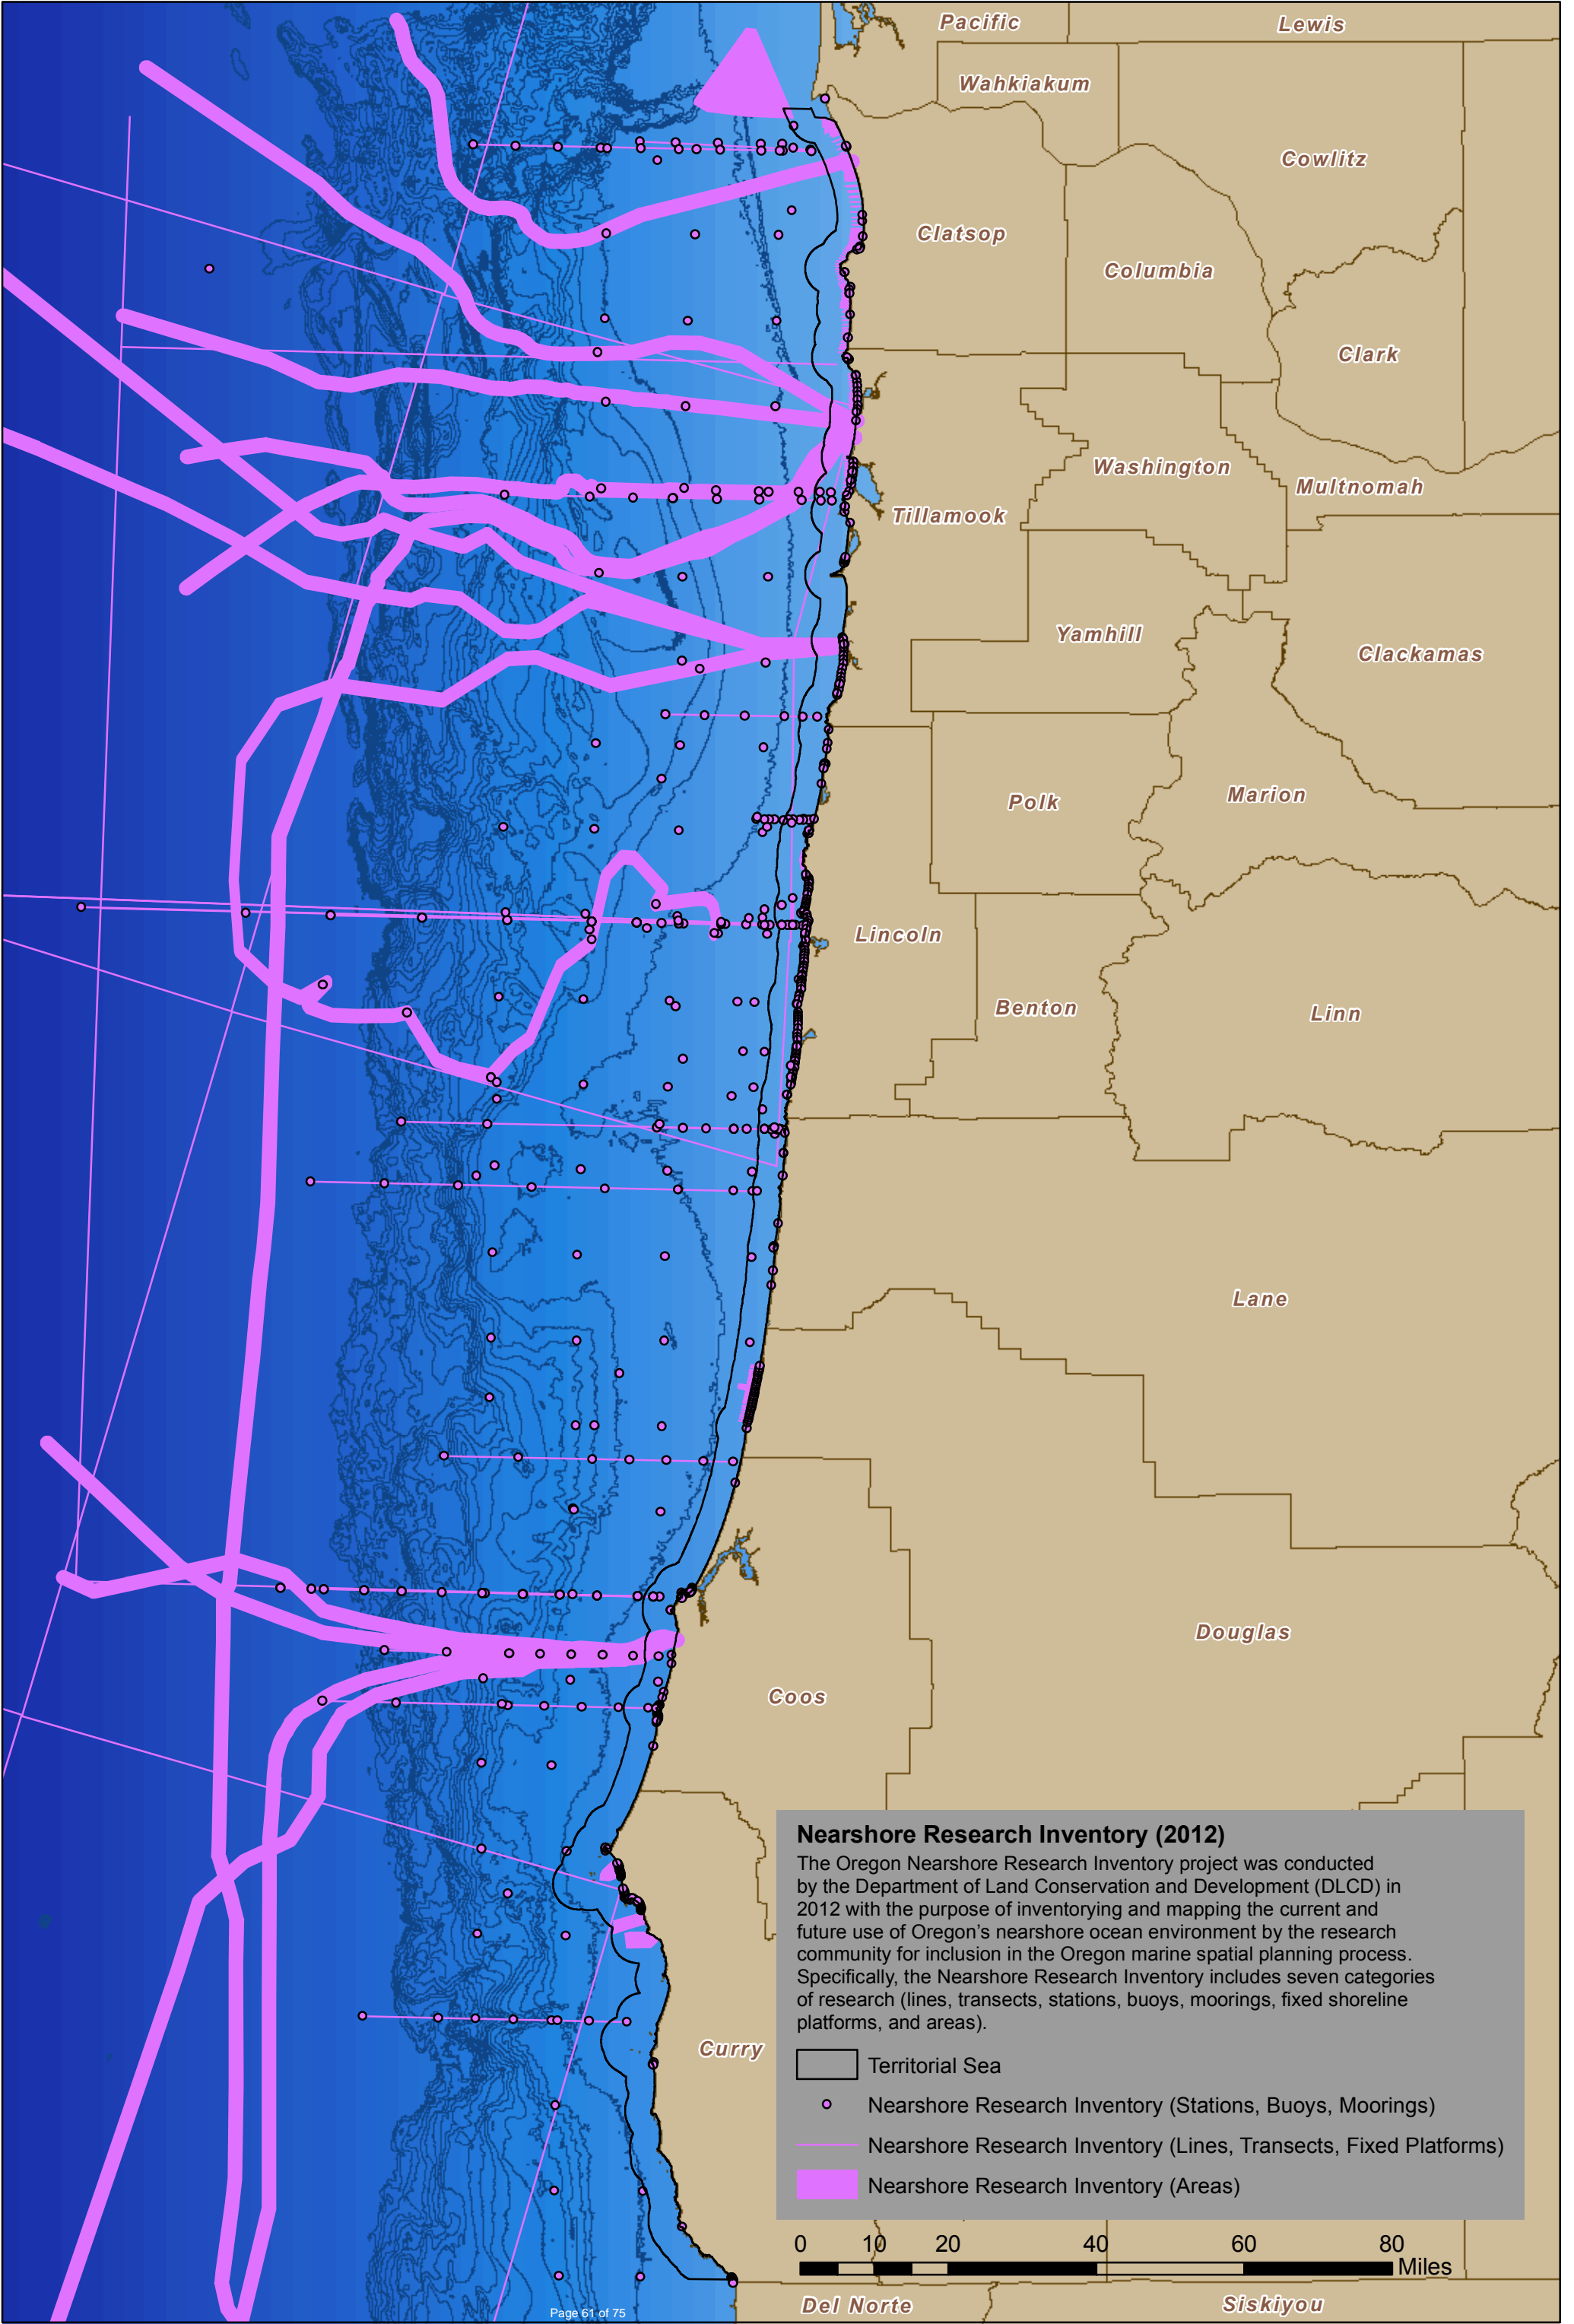 Pacific
Lewis
Wahkiakum
Cowlitz
Clatsop
Columbia
Clark
Washington
Multnomah
Tillamook
Yamhill
Clackamas
Polk
Marion
Lincoln
Benton
Linn
Lane
Douglas
Coos
Curry
Nearshore Research Inventory (2012)
The Oregon Nearshore Research Inventory project was conducted
by the Department of Land Conservation and Development (DLCD) in
2012 with the purpose of inventorying and mapping the current and
future use of Oregon's nearshore ocean environment by the research
community for inclusion in the Oregon marine spatial planning process.
Specifically, the Nearshore Research Inventory includes seven categories
of research (lines, transects, stations, buoys, moorings, fixed shoreline
platforms, and areas).
Territorial Sea
Nearshore Research Inventory (Stations, Buoys, Moorings)
Nearshore Research Inventory (Lines, Transects, Fixed Platforms)
Nearshore Research Inventory (Areas)
0 10 20 40 60 80
Miles
Del Norte
Siskiyou
Page 61 of 75